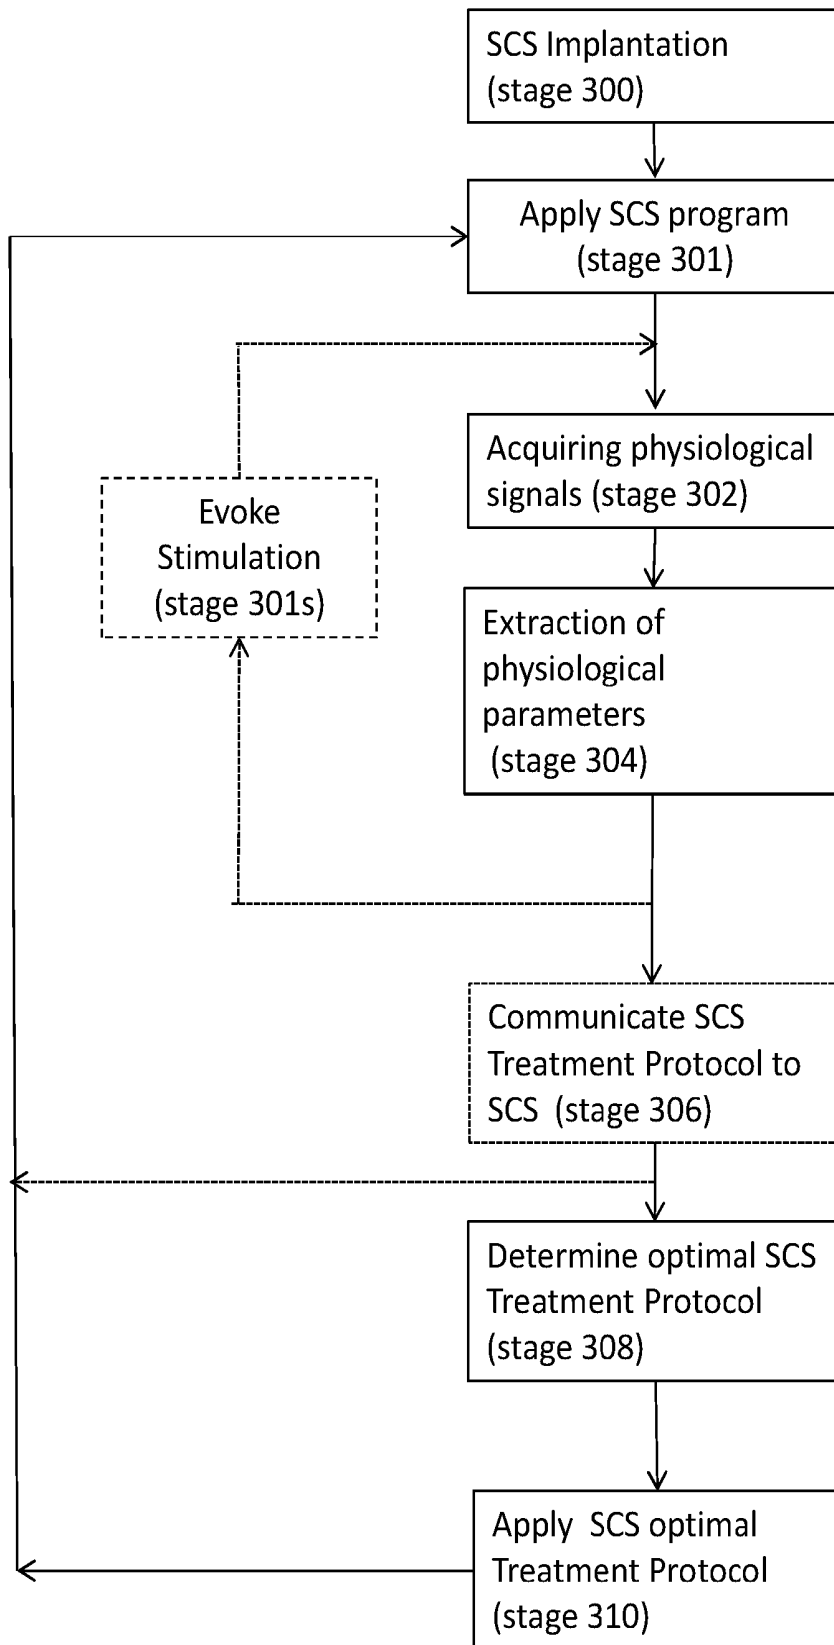 SCS Implantation
(stage 300)
Apply SCS program
(stage 301)
Acquiring physiological
signals (stage 302)
Evoke
Stimulation
(stage 301s)
Extraction of
physiological
parameters
(stage 304)
Communicate SCS
Treatment Protocol to
SCS (stage 306)
Determine optimal SCS
Treatment Protocol
(stage 308)
Apply SCS optimal
Treatment Protocol
(stage 310)